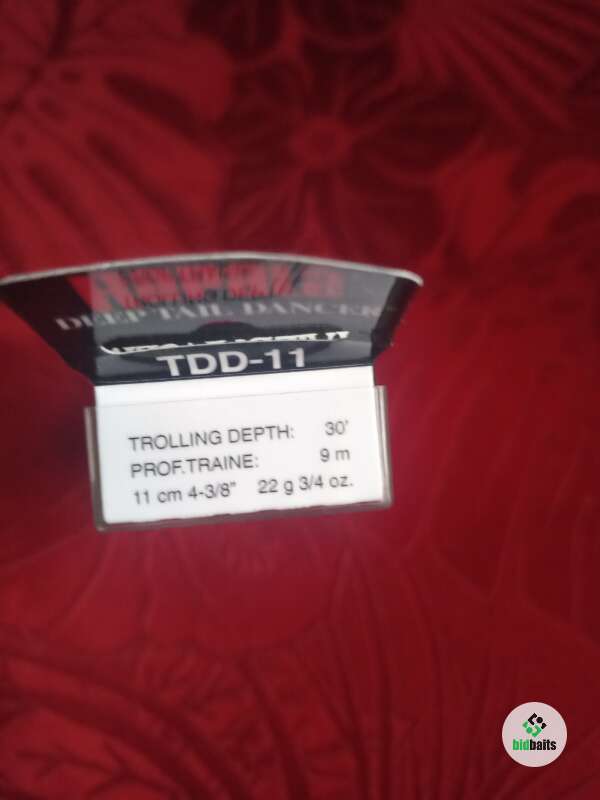 Rapala
DEEP TAIL DANCER
TDD-11
TROLLING DEPTH: 30'
PROF.TRAINE: 9 m
11 cm 4-3/8" 22 g 3/4 oz.
bidbaits